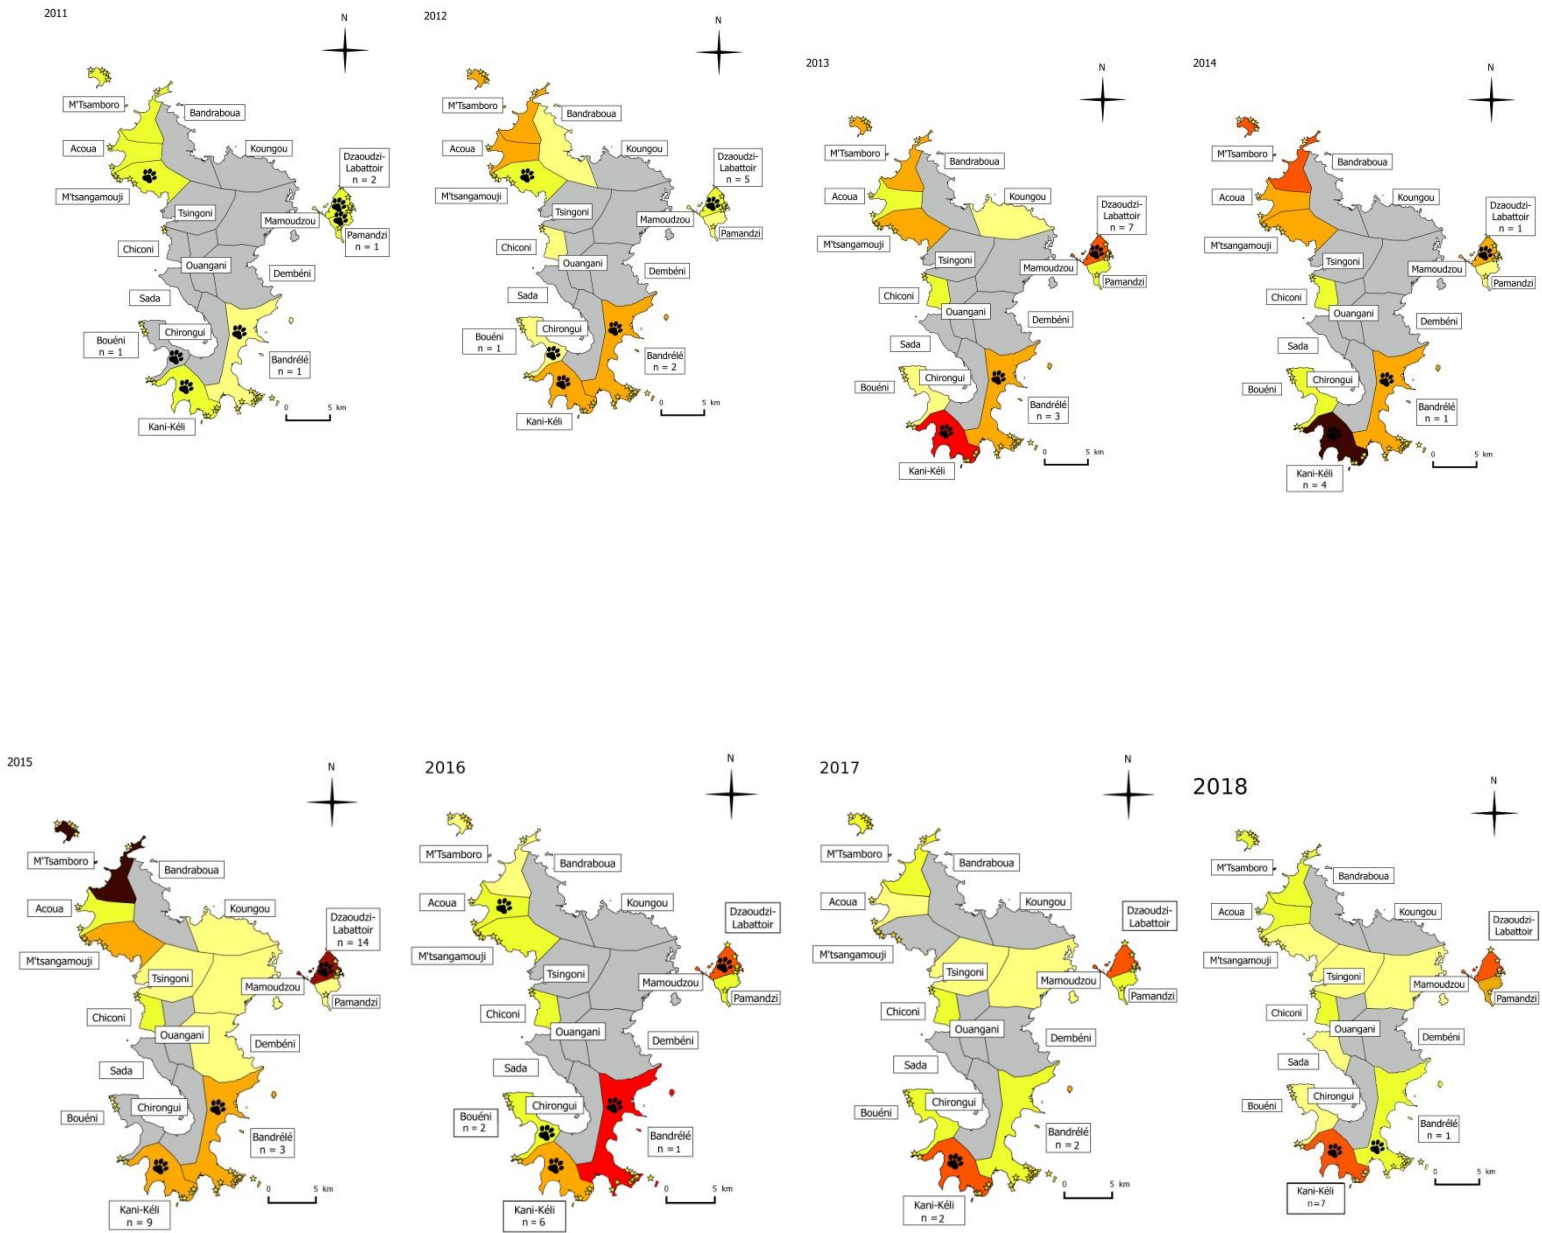 2011
N
M'Tsamboro
Bandraboua
Acoua
Koungou
Dzaoudzi-
Labattoir
n = 2
M'tsangamouji
Tsingoni
Mamoudzou
Pamandzi
n = 1
Chiconi
Ouangani
Dembéni
Sada
Bouéni
n = 1
Chirongui
Bandrélé
n = 1
0 5 km
Kani-Kéli
2012
N
M'Tsamboro
Bandraboua
Acoua
Koungou
Dzaoudzi-
Labattoir
n = 5
M'tsangamouji
Tsingoni
Mamoudzou
Pamandzi
Chiconi
Ouangani
Dembéni
Sada
Bouéni
n = 1
Chirongui
Bandrélé
n = 2
0 5 km
Kani-Kéli
2013
N
M'Tsamboro
Bandraboua
Acoua
Koungou
Dzaoudzi-
Labattoir
n = 7
M'tsangamouji
Tsingoni
Mamoudzou
Pamandzi
Chiconi
Ouangani
Dembéni
Sada
Bouéni
Chirongui
Bandrélé
n = 3
0 5 km
Kani-Kéli
2014
N
M'Tsamboro
Bandraboua
Acoua
Koungou
Dzaoudzi-
Labattoir
n = 1
M'tsangamouji
Tsingoni
Mamoudzou
Pamandzi
Chiconi
Ouangani
Dembéni
Sada
Bouéni
Chirongui
Bandrélé
n = 1
0 5 km
Kani-Kéli
n = 4
2015
N
M'Tsamboro
Bandraboua
Acoua
Koungou
Dzaoudzi-
Labattoir
n = 14
M'tsangamouji
Tsingoni
Mamoudzou
Pamandzi
Chiconi
Ouangani
Dembéni
Sada
Bouéni
Chirongui
Bandrélé
n = 3
0 5 km
Kani-Kéli
n = 9
2016
N
M'Tsamboro
Bandraboua
Acoua
Koungou
Dzaoudzi-
Labattoir
M'tsangamouji
Tsingoni
Mamoudzou
Pamandzi
Chiconi
Ouangani
Dembéni
Sada
Bouéni
n = 2
Chirongui
Bandrélé
n =1
0 5 km
Kani-Kéli
n = 6
2017
N
M'Tsamboro
Bandraboua
Acoua
Koungou
Dzaoudzi-
Labattoir
M'tsangamouji
Tsingoni
Mamoudzou
Pamandzi
Chiconi
Ouangani
Dembéni
Sada
Bouéni
Chirongui
Bandrélé
n = 2
0 5 km
Kani-Kéli
n =2
2018
N
M'Tsamboro
Bandraboua
Acoua
Koungou
Dzaoudzi-
Labattoir
M'tsangamouji
Tsingoni
Mamoudzou
Pamandzi
Chiconi
Ouangani
Dembéni
Sada
Bouéni
Chirongui
Bandrélé
n = 1
0 5 km
Kani-Kéli
n=7